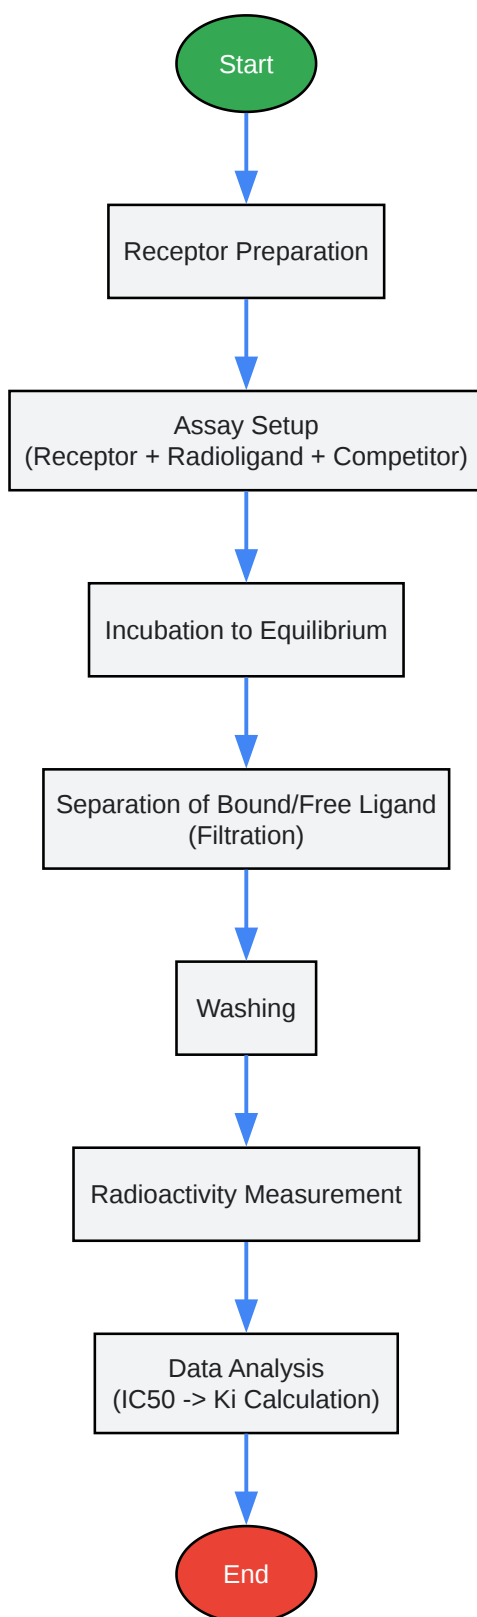 Start
Receptor Preparation
Assay Setup
(Receptor + Radioligand + Competitor)
Incubation to Equilibrium
Separation of Bound/Free Ligand
(Filtration)
Washing
Radioactivity Measurement
Data Analysis
(IC50 -> Ki Calculation)
End